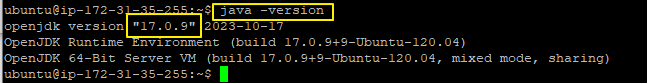 ubuntu@ip-172-31-35-255:~$ java -version
openjdk version "17.0.9" 2023-10-17
OpenJDK Runtime Environment (build 17.0.9+9-Ubuntu-120.04)
OpenJDK 64-Bit Server VM (build 17.0.9+9-Ubuntu-120.04, mixed mode, sharing)
ubuntu@ip-172-31-35-255:~$